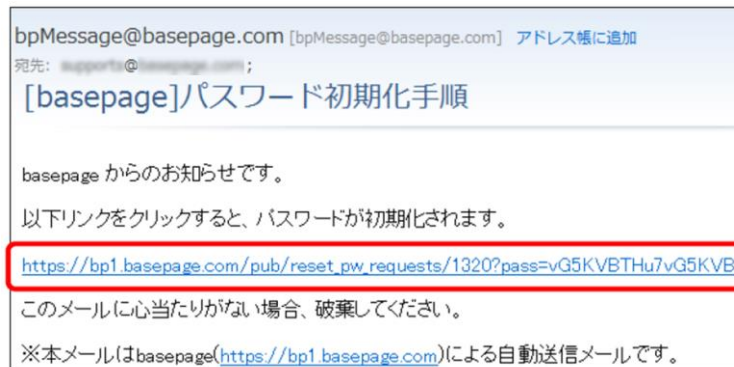 bpMessage@basepage.com [bpMessage@basepage.com] アドレス帳に追加
宛先: @ ;
[basepage]パスワード初期化手順
basepage からのお知らせです。
以下リンクをクリックすると、パスワードが初期化されます。
https://bp1.basepage.com/pub/reset_pw_requests/1320?pass=vG5KVBTHu7vG5KVB
このメールに心当たりがない場合、破棄してください。
※本メールはbasepage(https://bp1.basepage.com)による自動送信メールです。